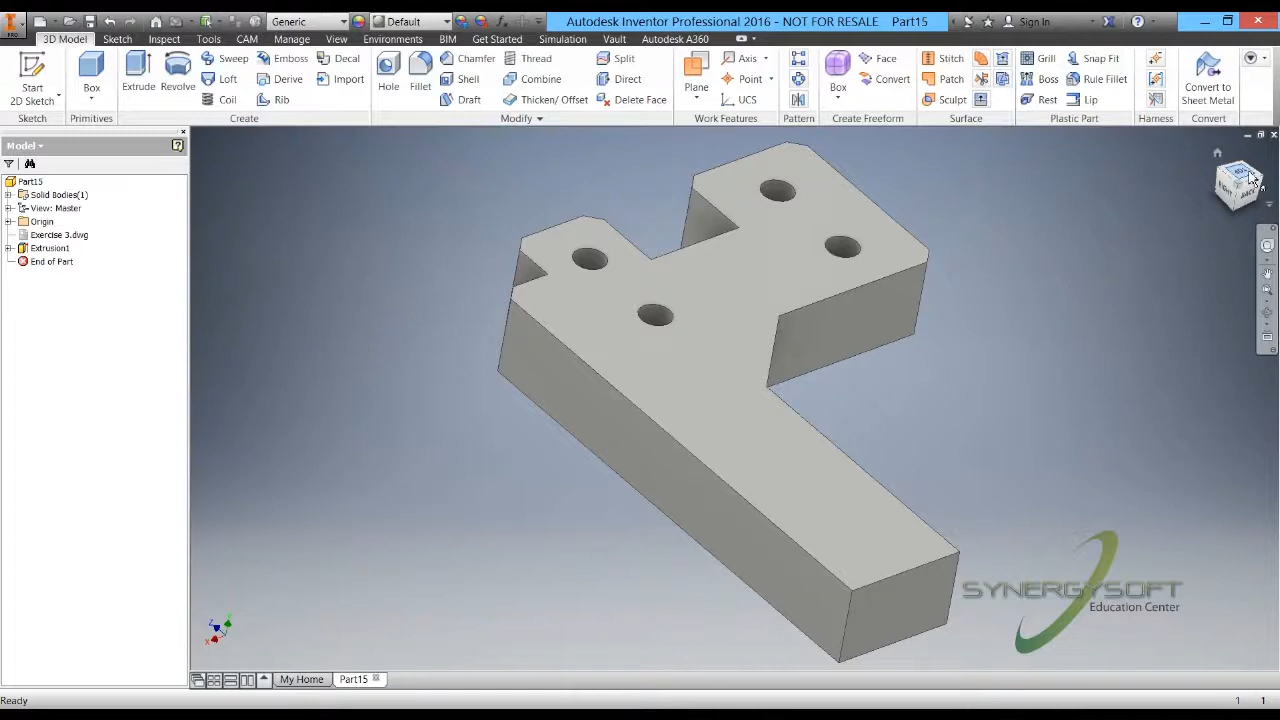 Generic
Default
Autodesk Inventor Professional 2016 - NOT FOR RESALE Part15
Sign In
PRO
3D Model Sketch Inspect Tools CAM Manage View Environments BIM Get Started Simulation Vault Autodesk A360
Start
2D Sketch
Sketch
Box
Primitives
Extrude
Revolve
Sweep
Emboss
Decal
Loft
Derive
Import
Coil
Rib
Create
Hole
Fillet
Chamfer
Thread
Split
Shell
Combine
Direct
Draft
Thicken/ Offset
Delete Face
Modify
Plane
Axis
Point
UCS
Work Features
Pattern
Box
Face
Convert
Create Freeform
Stitch
Patch
Sculpt
Surface
Grill
Snap Fit
Boss
Rule Fillet
Rest
Lip
Plastic Part
Harness
Convert to
Sheet Metal
Convert
Model
Part15
Solid Bodies(1)
View: Master
Origin
Exercise 3.dwg
Extrusion1
End of Part
BACK
Z
Y
X
SYNERGYSOFT
Education Center
My Home
Part15
Ready
1 1